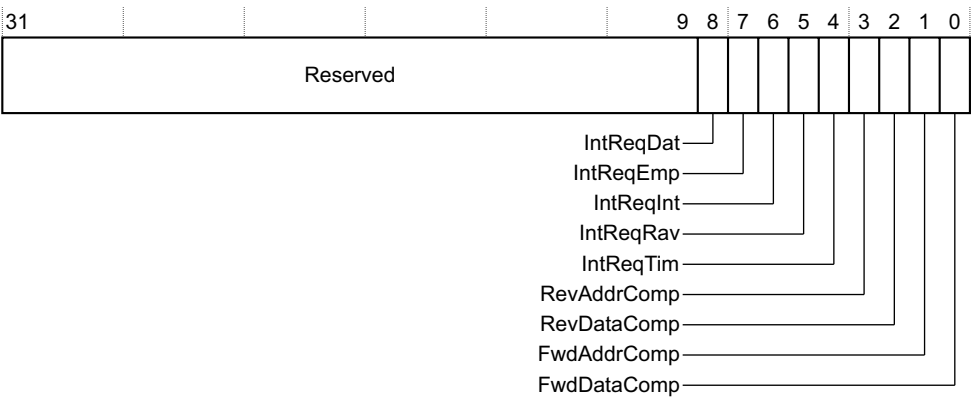 31 9 8 7 6 5 4 3 2 1 0
Reserved
IntReqDat
IntReqEmp
IntReqInt
IntReqRav
IntReqTim
RevAddrComp
RevDataComp
FwdAddrComp
FwdDataComp